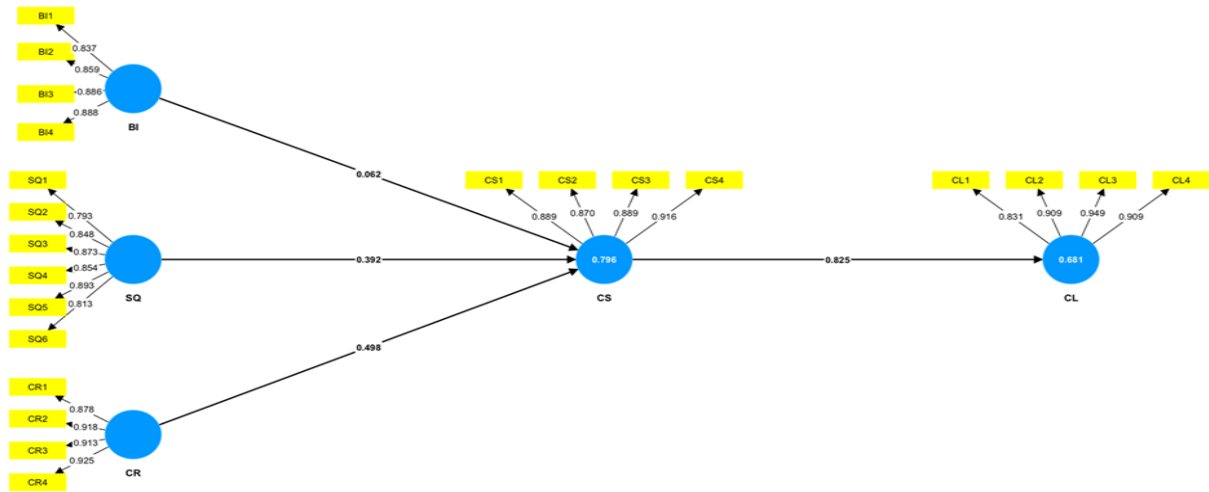 BI1
BI2
BI3
BI4
0.837
0.859
0.886
0.888
BI
0.062
SQ1
SQ2
SQ3
SQ4
SQ5
SQ6
0.793
0.848
0.873
0.854
0.893
0.813
SQ
0.392
CR1
CR2
CR3
CR4
0.878
0.918
0.913
0.925
CR
0.498
CS1 CS2 CS3 CS4
0.889 0.870 0.889 0.916
0.796
CS
0.825
CL1 CL2 CL3 CL4
0.831 0.909 0.949 0.909
0.681
CL